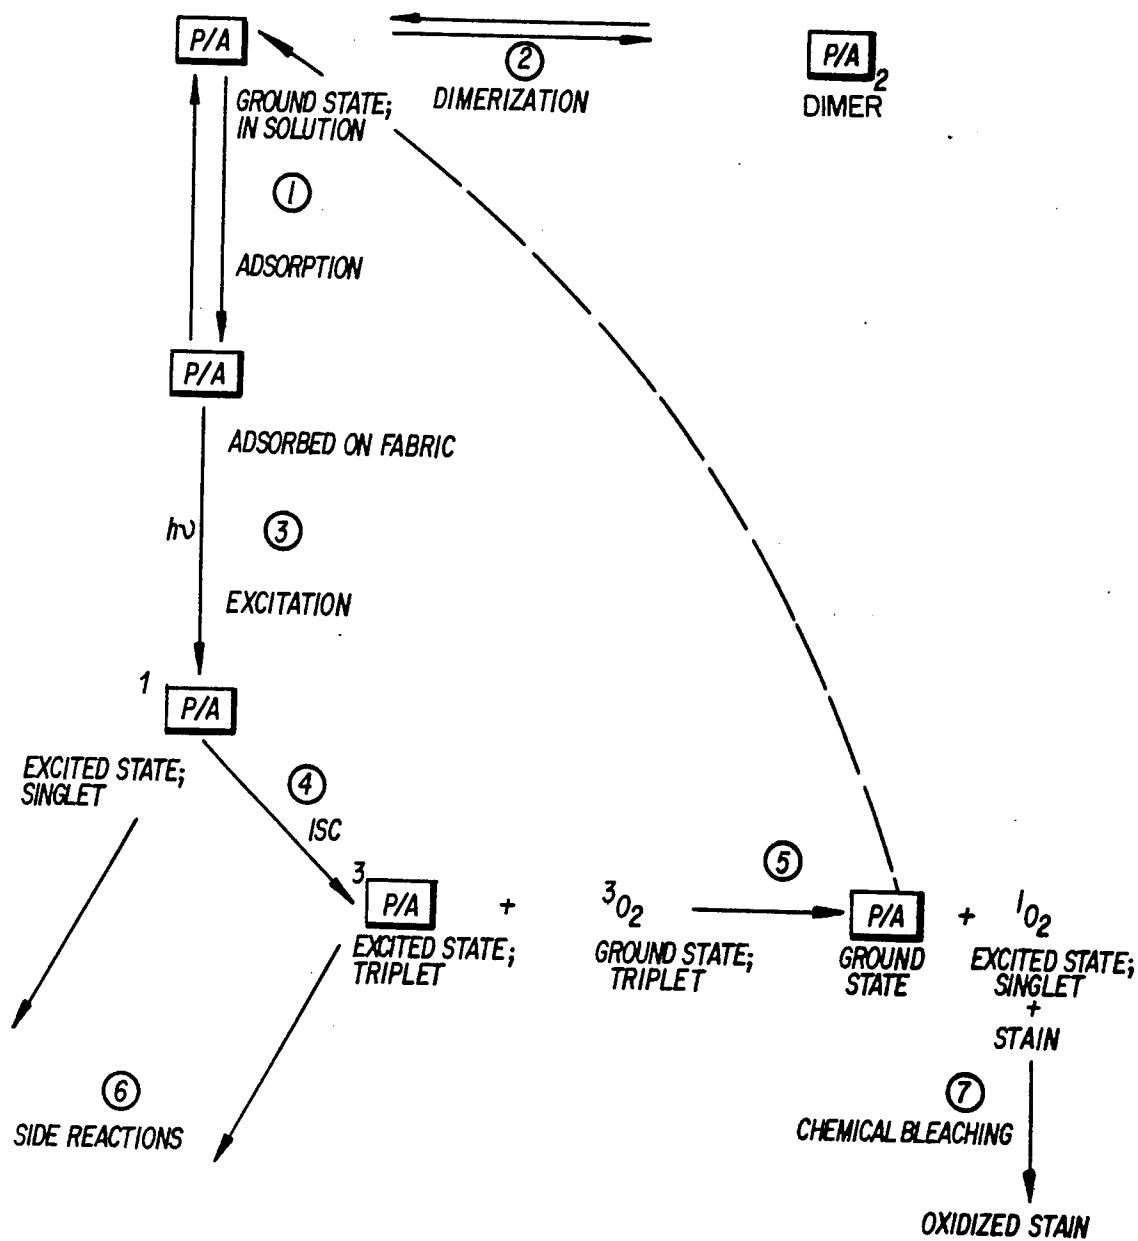 P/A
P/A 2
②
DIMERIZATION
DIMER
GROUND STATE;
IN SOLUTION
①
ADSORPTION
P/A
ADSORBED ON FABRIC
hν
③
EXCITATION
1
P/A
EXCITED STATE;
SINGLET
④
ISC
3
P/A
EXCITED STATE;
TRIPLET
+
³O₂
GROUND STATE;
TRIPLET
⑤
P/A
GROUND
STATE
+
¹O₂
EXCITED STATE;
SINGLET
+
STAIN
⑥
SIDE REACTIONS
⑦
CHEMICAL BLEACHING
OXIDIZED STAIN